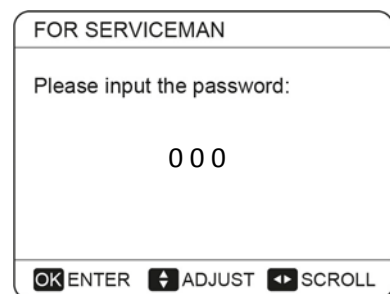 FOR SERVICEMAN
Please input the password:
0 0 0
OK ENTER ADJUST SCROLL